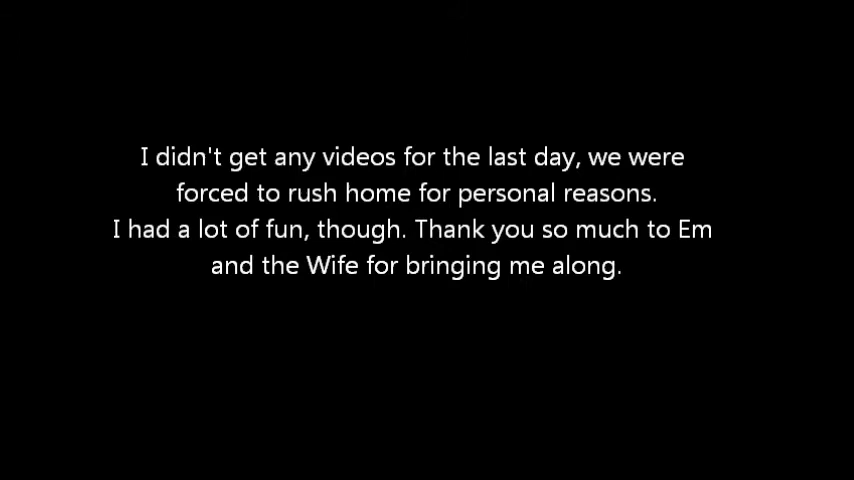 I didn't get any videos for the last day, we were
forced to rush home for personal reasons.
I had a lot of fun, though. Thank you so much to Em
and the Wife for bringing me along.